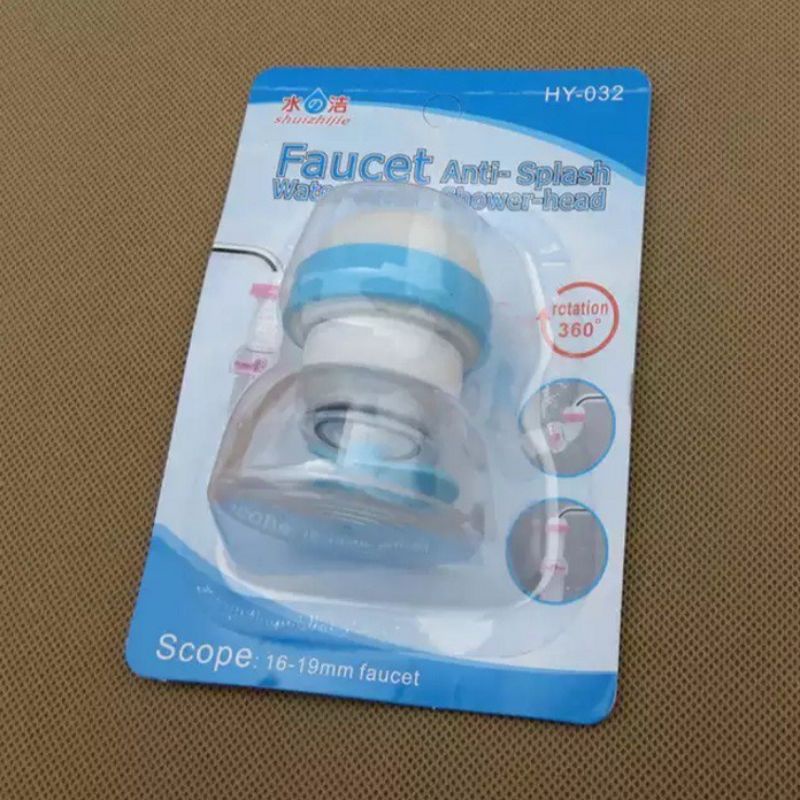 水の洁
shuizhijie
HY-032
Faucet Anti-Splash
Shower-head
rotation
360°
Scope: 16-19mm faucet